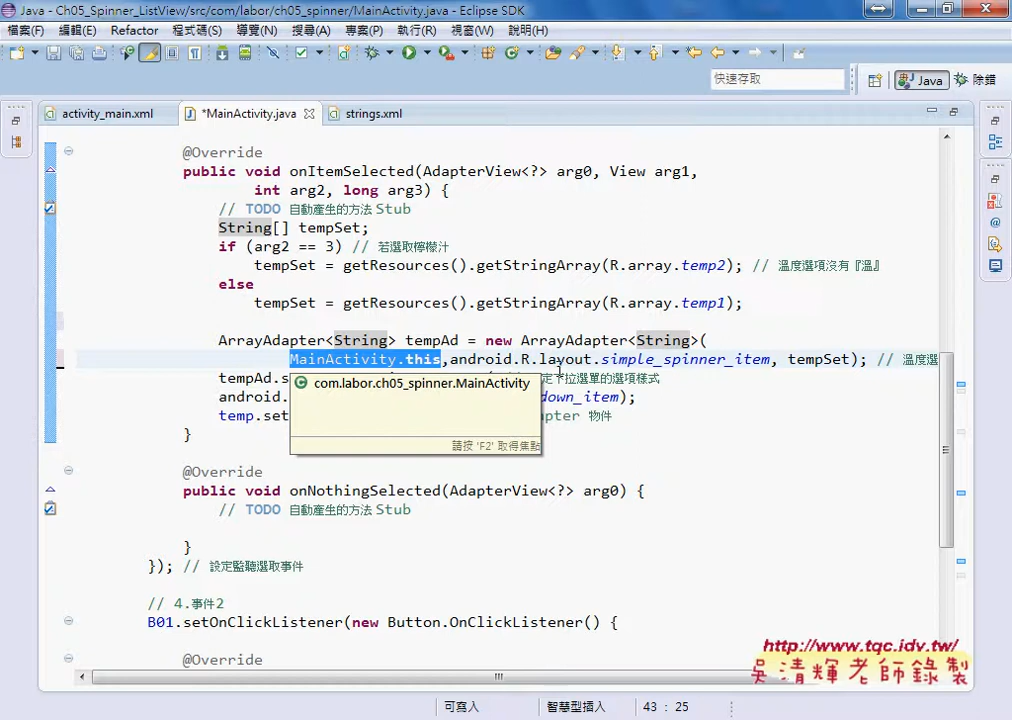 Java - Ch05_Spinner_ListView/src/com/labor/ch05_spinner/MainActivity.java - Eclipse SDK
檔案(F) 編輯(E) Refactor 程式碼(S) 導覽(N) 搜尋(A) 專案(P) 執行(R) 視窗(W) 說明(H)
快速存取 Java 除錯
activity_main.xml *MainActivity.java strings.xml
@Override
public void onItemSelected(AdapterView<?> arg0, View arg1,
int arg2, long arg3) {
// TODO 自動產生的方法 Stub
String[] tempSet;
if (arg2 == 3) // 若選取檸檬汁
tempSet = getResources().getStringArray(R.array.temp2); // 溫度選項沒有『溫』
else
tempSet = getResources().getStringArray(R.array.temp1);
ArrayAdapter<String> tempAd = new ArrayAdapter<String>(
MainActivity.this,android.R.layout.simple_spinner_item, tempSet); // 溫度選
tempAd.s 定下拉選單的選項樣式
com.labor.ch05_spinner.MainActivity
android. down_item);
temp.set apter 物件
請按 'F2' 取得焦點
}
@Override
public void onNothingSelected(AdapterView<?> arg0) {
// TODO 自動產生的方法 Stub
}
}); // 設定監聽選取事件
// 4.事件2
B01.setOnClickListener(new Button.OnClickListener() {
@Override
http://www.tqc.idv.tw/
吳清輝老師錄製
可寫入 智慧型插入 43 : 25